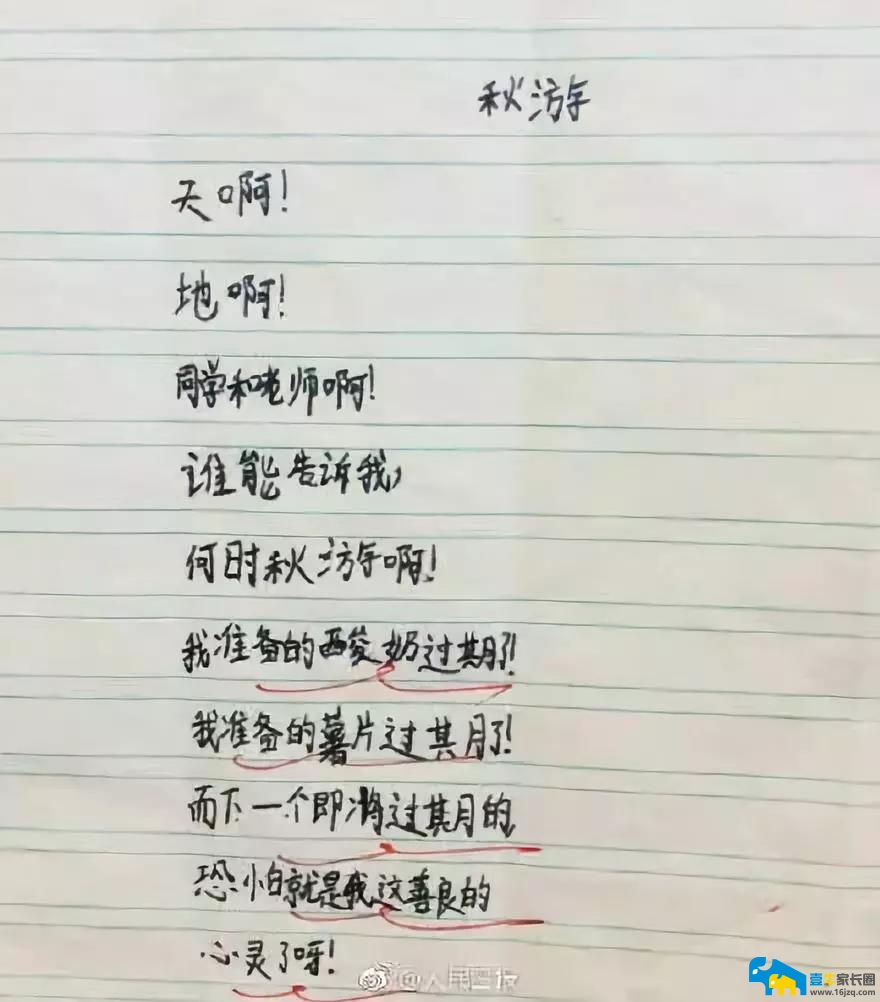 秋游
天啊!
地啊!
同学和老师啊!
谁能告诉我,
何时秋游啊!
我准备的酸奶过期了!
我准备的薯片过期了!
而下一个即将过期的,
恐怕就是我这善良的
心灵了呀!
@人民日报
壹手家长圈
www.16jzq.com